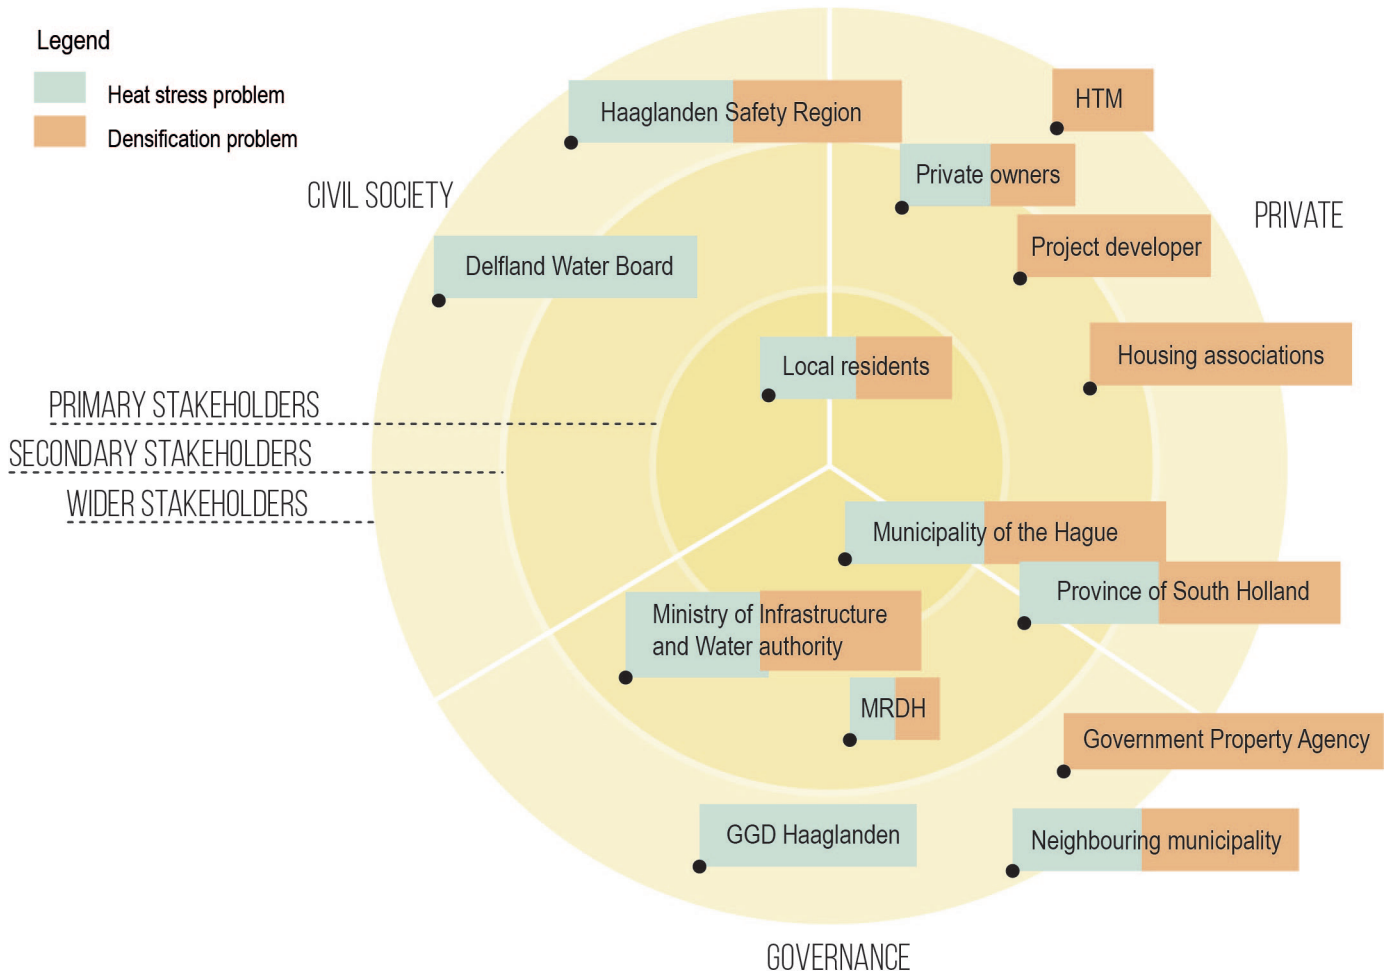 Legend
Heat stress problem
Densification problem
Haaglanden Safety Region
HTM
Private owners
CIVIL SOCIETY
PRIVATE
Project developer
Delfland Water Board
Housing associations
Local residents
PRIMARY STAKEHOLDERS
SECONDARY STAKEHOLDERS
WIDER STAKEHOLDERS
Municipality of the Hague
Province of South Holland
Ministry of Infrastructure
and Water authority
MRDH
Government Property Agency
GGD Haaglanden
Neighbouring municipality
GOVERNANCE